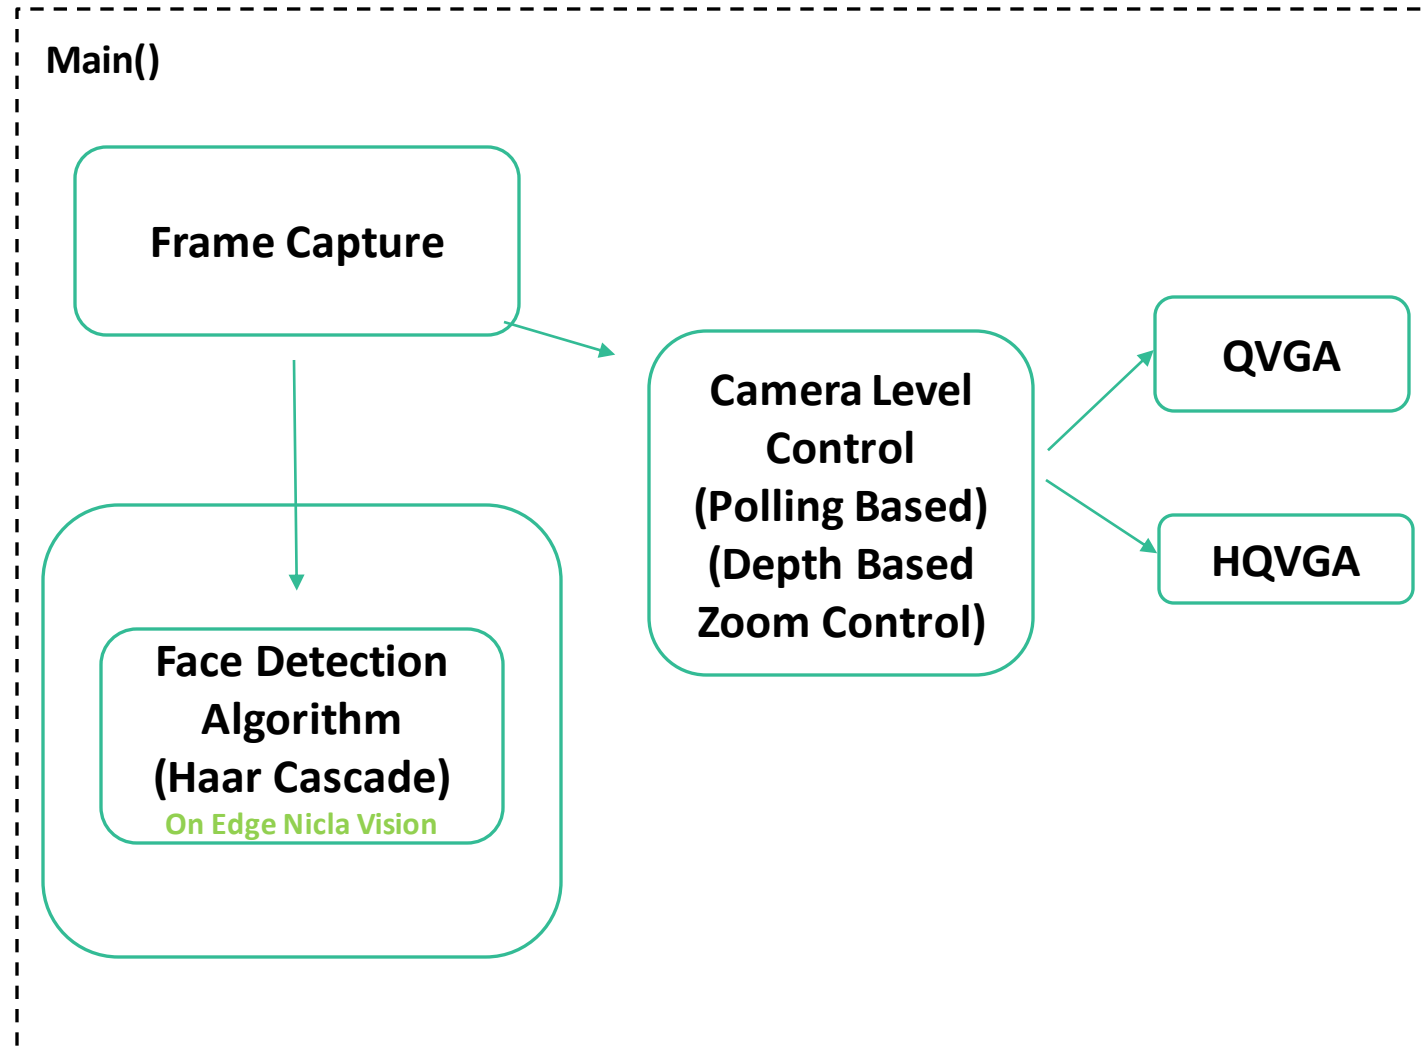 Main()
Frame Capture
Camera Level
Control
(Polling Based)
(Depth Based
Zoom Control)
QVGA
HQVGA
Face Detection
Algorithm
(Haar Cascade)
On Edge Nicla Vision